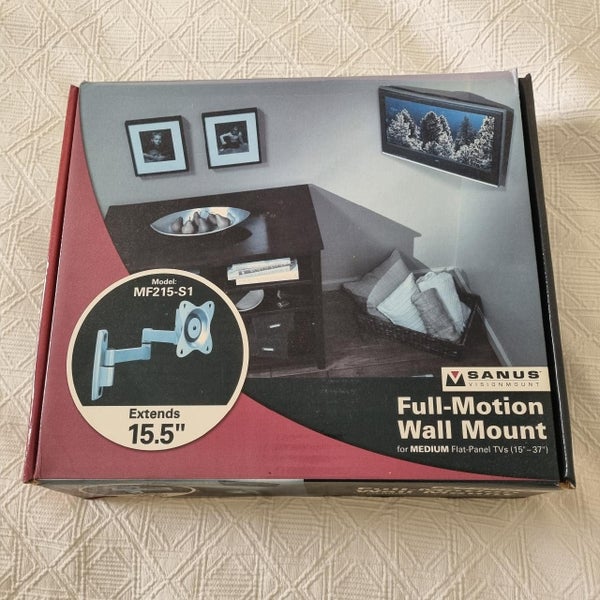 Model:
MF215-S1
Extends
15.5"
SANUS
VISIONMOUNT
Full-Motion
Wall Mount
for MEDIUM Flat-Panel TVs (15"–37")